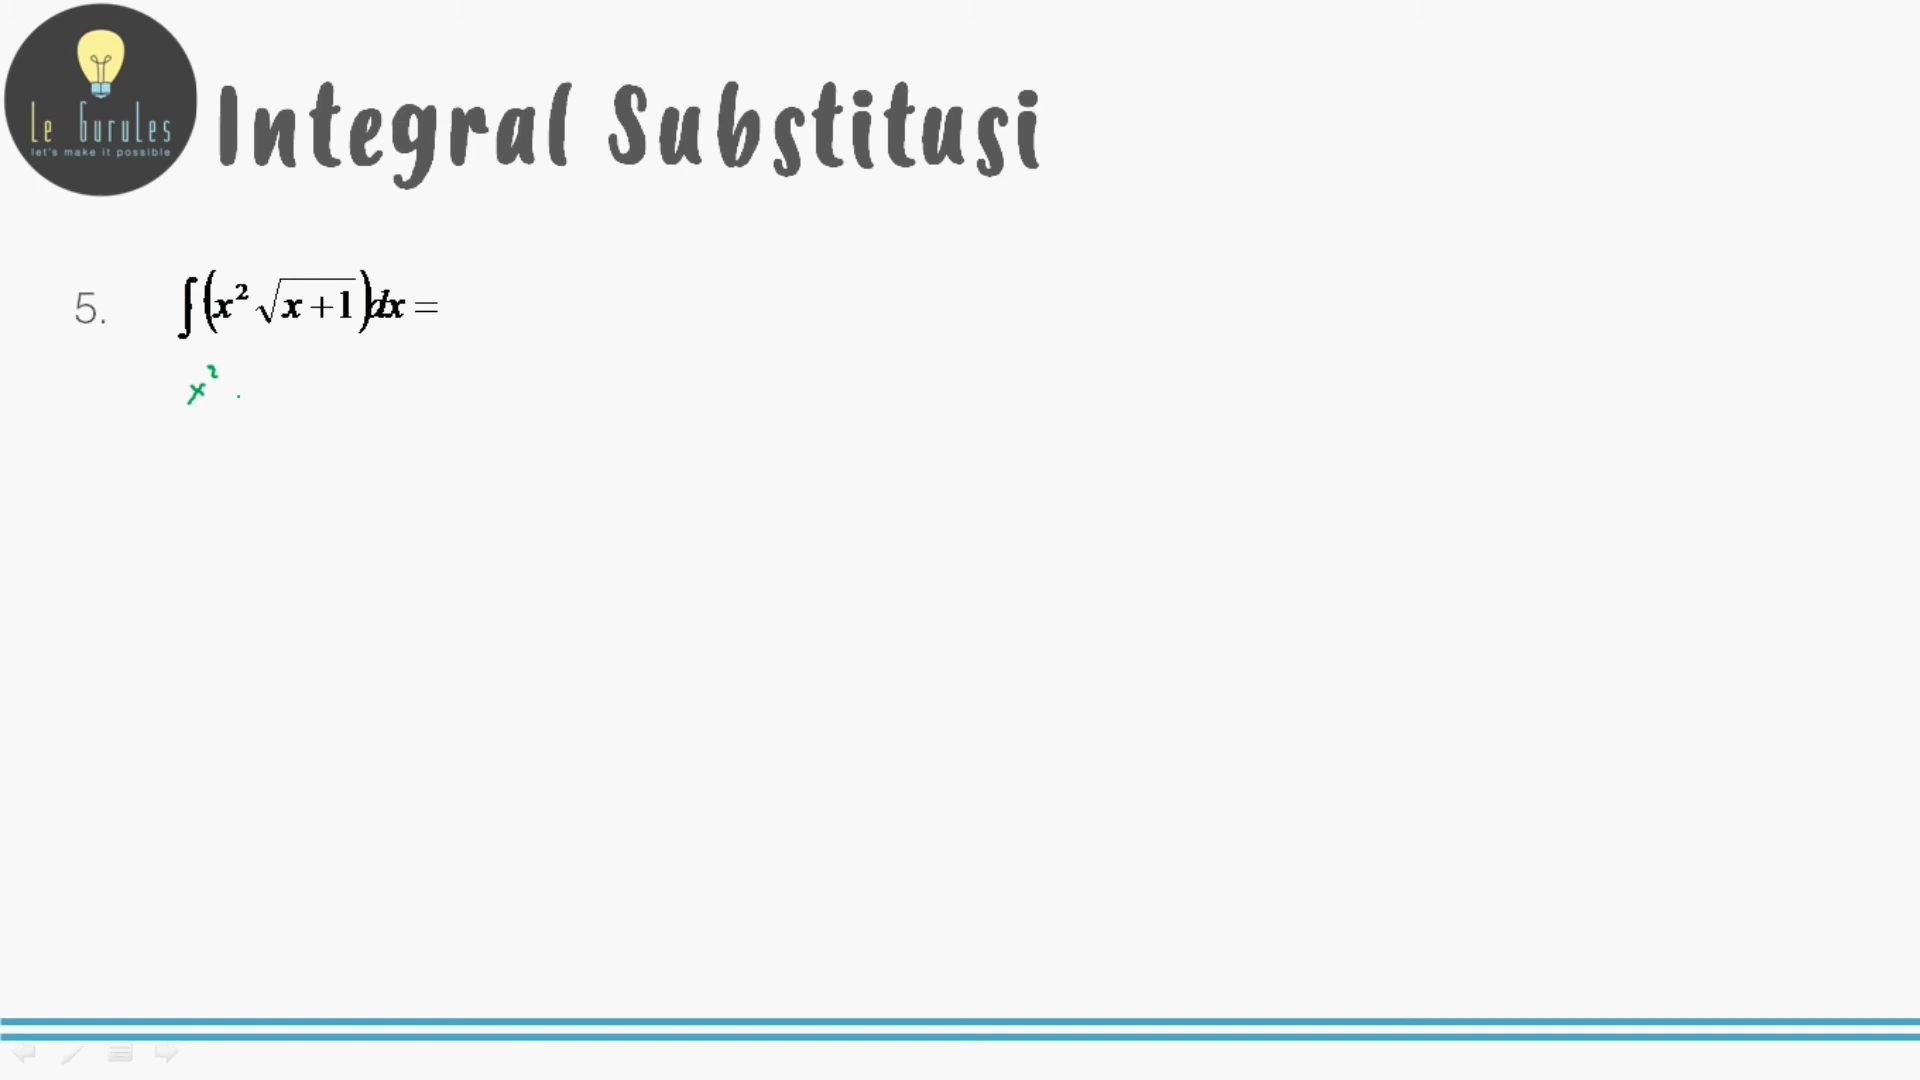 Le Gurules
let's make it possible
Integral Substitusi
5. ∫(x²√(x+1))dx =
x² .